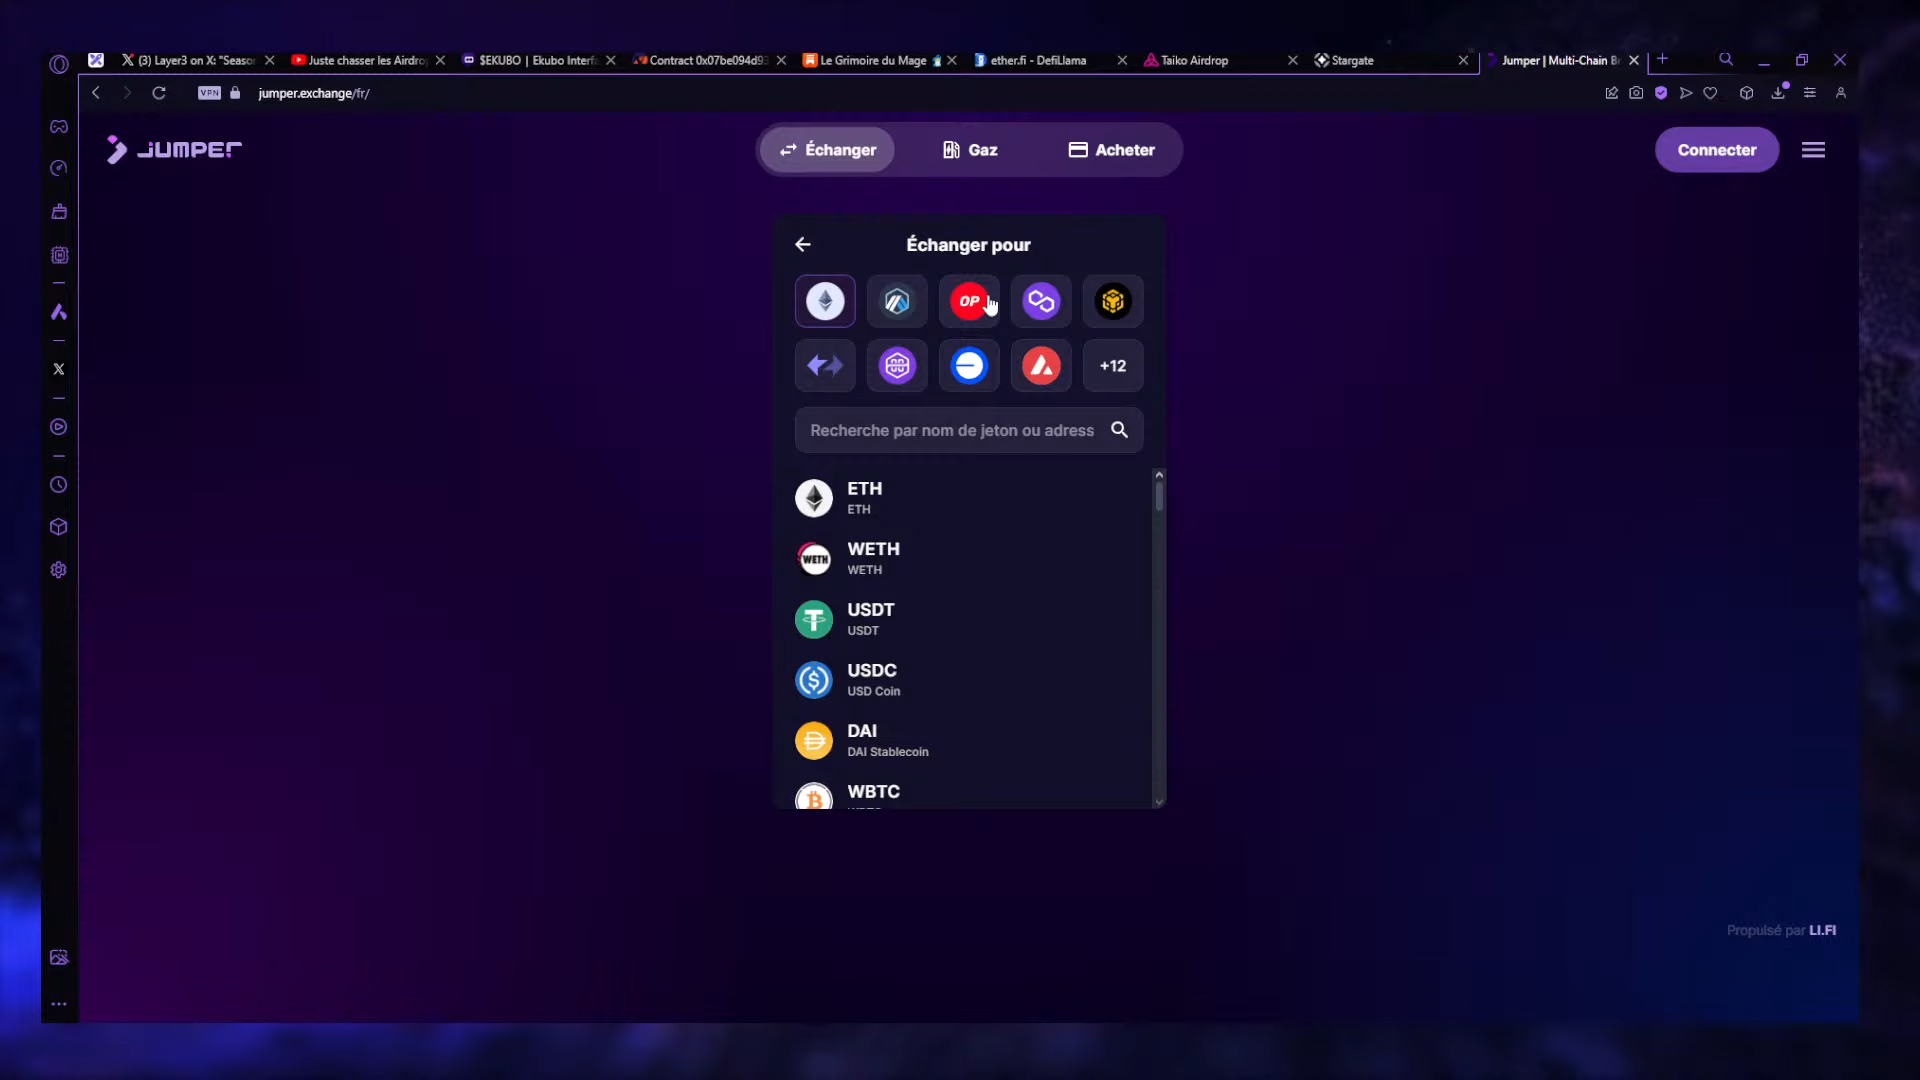 (3) Layer3 on X: "Seaso
Juste chasser les Airdro
$EKUBO | Ekubo Interf
Contract 0x07be094d93
Le Grimoire du Mage
ether.fi - DefiLlama
Taiko Airdrop
Stargate
Jumper | Multi-Chain B
VPN
jumper.exchange/fr/
JUMPER
Échanger
Gaz
Acheter
Connecter
Échanger pour
OP
+12
Recherche par nom de jeton ou adress
ETH
ETH
WETH
WETH
WETH
USDT
USDT
USDC
USD Coin
DAI
DAI Stablecoin
WBTC
Propulsé par LI.FI